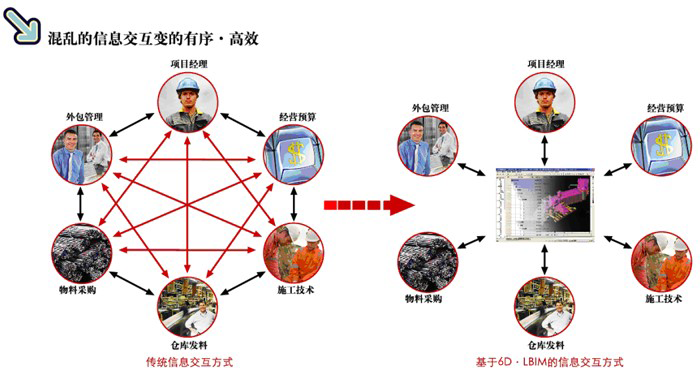 混乱的信息交互变的有序·高效
项目经理
外包管理
经营预算
物料采购
施工技术
仓库发料
传统信息交互方式
项目经理
外包管理
经营预算
物料采购
施工技术
仓库发料
基于6D·LBIM的信息交互方式